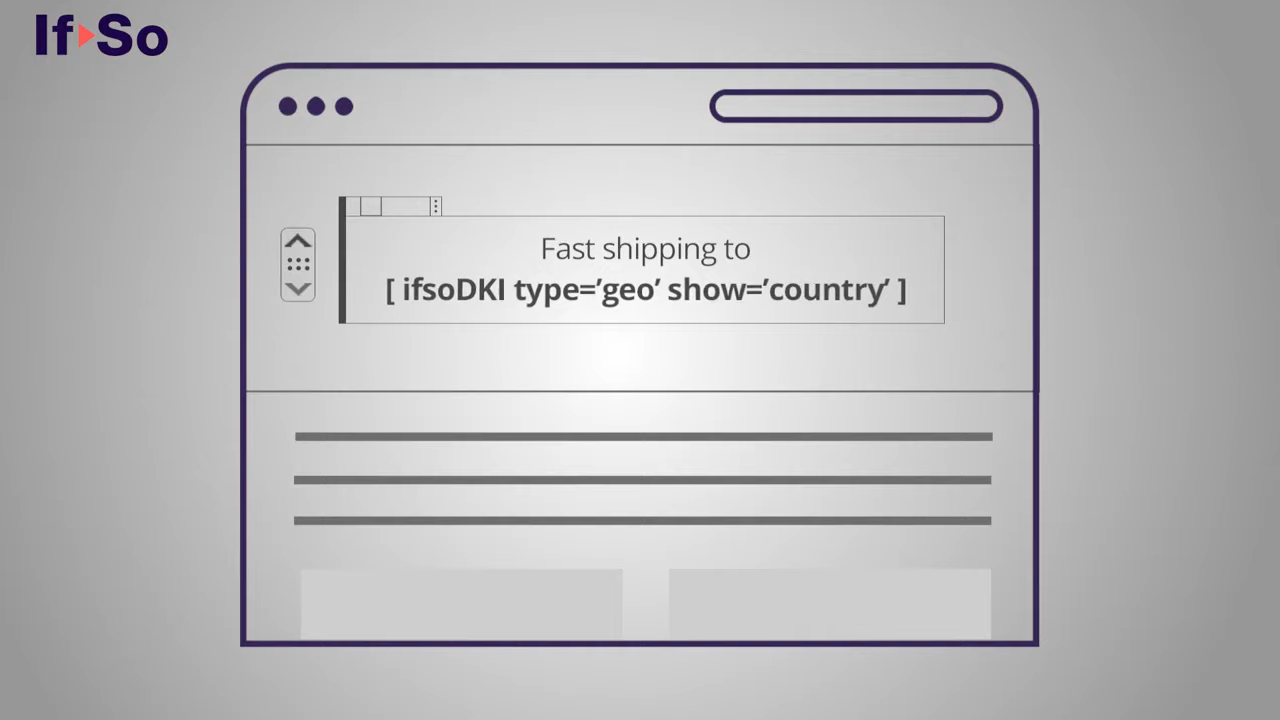 If So
Fast shipping to
[ ifsoDKI type=’geo’ show=’country’ ]